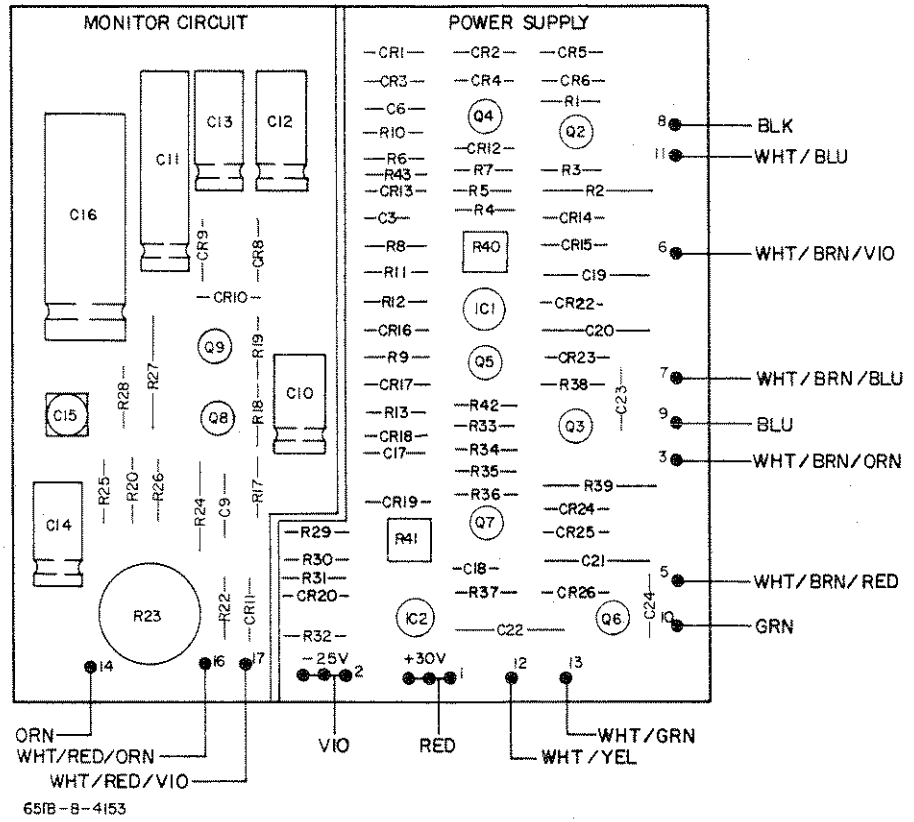 MONITOR CIRCUIT
POWER SUPPLY
CR1 CR2 CR5
CR3 CR4 CR6
R1
C6 Q4
Q2 8 BLK
R10
C13 C12
CR12
C11
R6 11 WHT/BLU
R43 R7 R3
CR13 R5 R2
R4
C16
C3 CR14
CR9 CR8
R8 R40 CR15 6 WHT/BRN/VIO
R11 C19
CR10
R12 IC1 CR22
CR16 C20
Q9 R19
R9 Q5 CR23
R28 R27
CR17 R38 C23 7 WHT/BRN/BLU
C10
R42
C15 Q8 R18
R13 R33 Q3 9 BLU
CR18
C17 R34
3 WHT/BRN/ORN
R35
R25 R20 R26 R24 C9 R17
R39
R36
CR19 CR24
C14
Q7
R29 R41 CR25
R30 C21
C18
R31 5 WHT/BRN/RED
CR20 R37 CR26 C24
R22 CR11
R23 IC2 Q6 10 GRN
R32 C22
-25V +30V
14 16 17 2 1 12 13
ORN
VIO RED WHT/GRN
WHT/RED/ORN WHT/YEL
WHT/RED/VIO
651B-8-4153